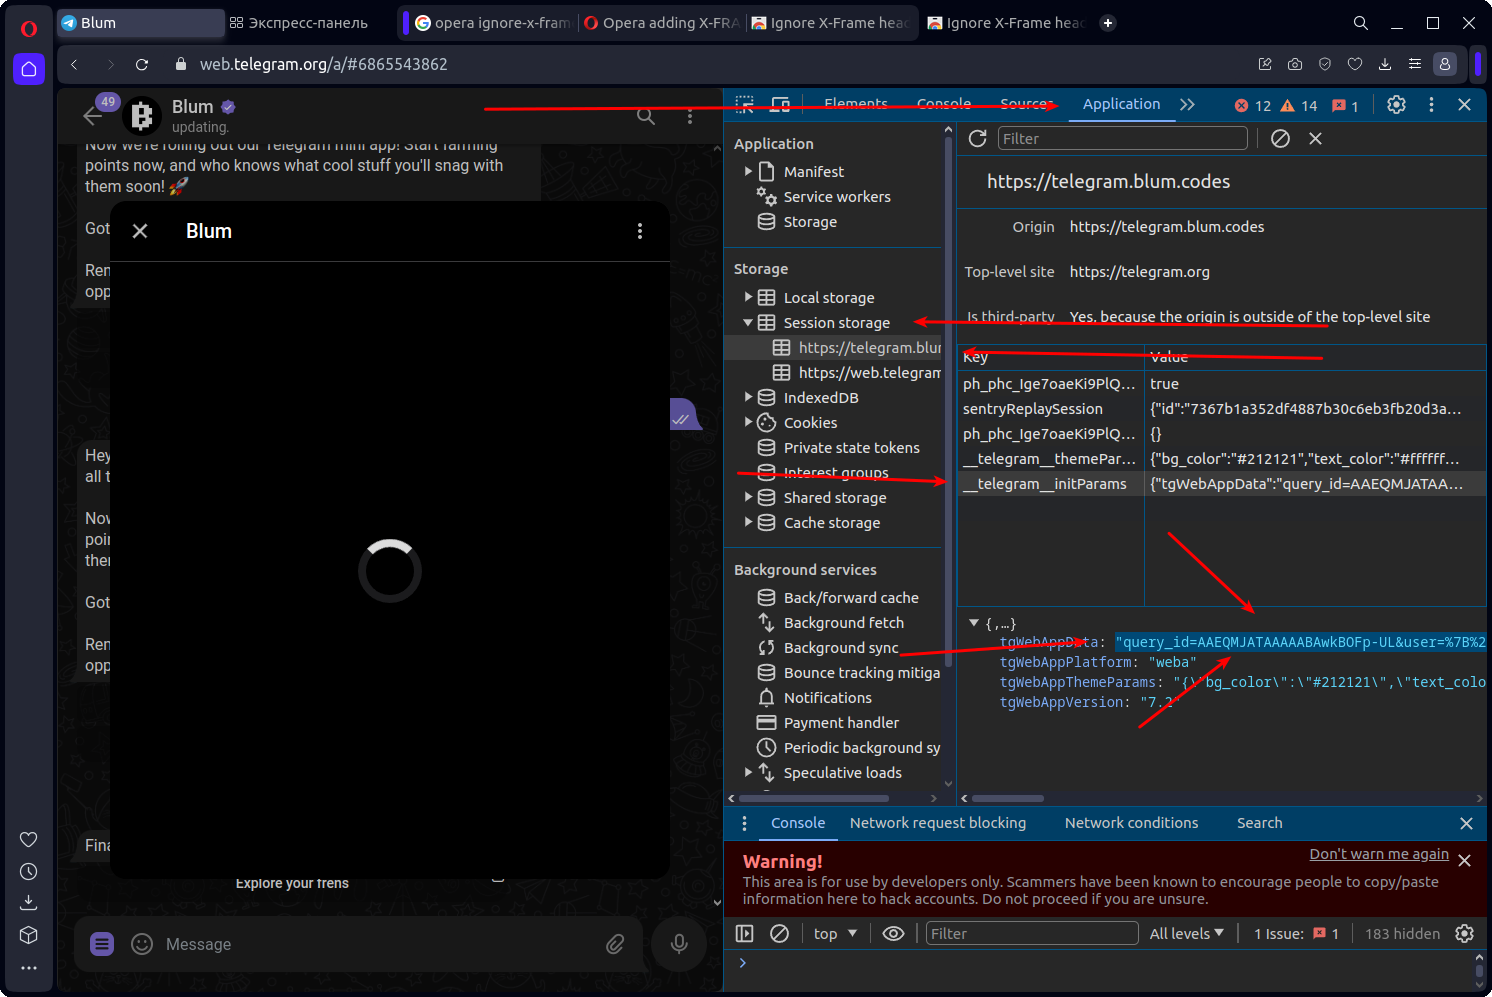 Blum
Экспресс-панель
opera ignore-x-fram
Opera adding X-FRA
Ignore X-Frame head
Ignore X-Frame head
web.telegram.org/a/#6865543862
49
Blum
updating.
Now we're rolling out our Telegram mini app! Start farming
points now, and who knows what cool stuff you'll snag with
them soon! 🚀
Got
Ren
opp
Blum
Hey
all t
Now
poin
ther
Got
Ren
opp
Fina
Explore your frens
Message
Elements
Console
Sources
Application
12
14
1
Application
Manifest
Service workers
Storage
Storage
Local storage
Session storage
https://telegram.blur
https://web.telegram
IndexedDB
Cookies
Private state tokens
Interest groups
Shared storage
Cache storage
Background services
Back/forward cache
Background fetch
Background sync
Bounce tracking mitiga
Notifications
Payment handler
Periodic background sy
Speculative loads
Filter
https://telegram.blum.codes
Origin https://telegram.blum.codes
Top-level site https://telegram.org
Is third-party Yes, because the origin is outside of the top-level site
Key Value
ph_phc_Ige7oaeKi9PlQ… true
sentryReplaySession {"id":"7367b1a352df4887b30c6eb3fb20d3a…
ph_phc_Ige7oaeKi9PlQ… {}
__telegram__themePar… {"bg_color":"#212121","text_color":"#ffffff…
__telegram__initParams {"tgWebAppData":"query_id=AAEQMJATAA…
{,…}
tgWebAppData: "query_id=AAEQMJATAAAAABAwkBOFp-UL&user=%7B%2
tgWebAppPlatform: "weba"
tgWebAppThemeParams: "{\"bg_color\":\"#212121\",\"text_colo
tgWebAppVersion: "7.2"
Console
Network request blocking
Network conditions
Search
Warning!
Don't warn me again
This area is for use by developers only. Scammers have been known to encourage people to copy/paste
information here to hack accounts. Do not proceed if you are unsure.
top
Filter
All levels
1 Issue: 1
183 hidden